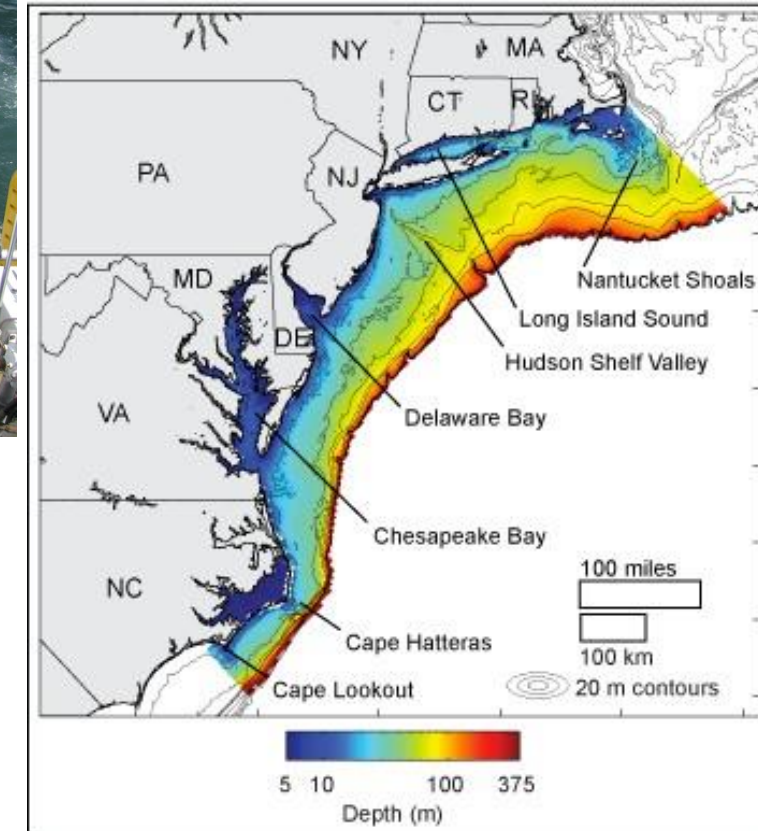 NY
MA
CT
RI
PA
NJ
MD
DE
VA
NC
Nantucket Shoals
Long Island Sound
Hudson Shelf Valley
Delaware Bay
Chesapeake Bay
Cape Hatteras
Cape Lookout
100 miles
100 km
20 m contours
5 10 100 375
Depth (m)